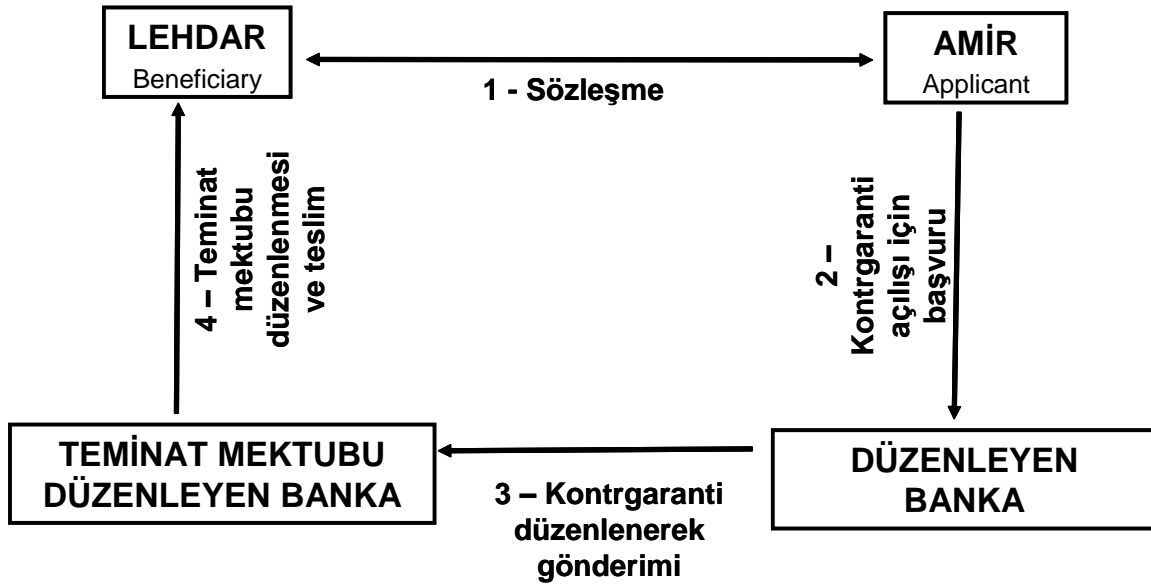 LEHDAR
Beneficiary
AMİR
Applicant
1 - Sözleşme
4 – Teminat
mektubu
düzenlenmesi
ve teslim
2 –
Kontrgaranti
açılışı için
başvuru
TEMİNAT MEKTUBU
DÜZENLEYEN BANKA
DÜZENLEYEN
BANKA
3 – Kontrgaranti
düzenlenerek
gönderimi